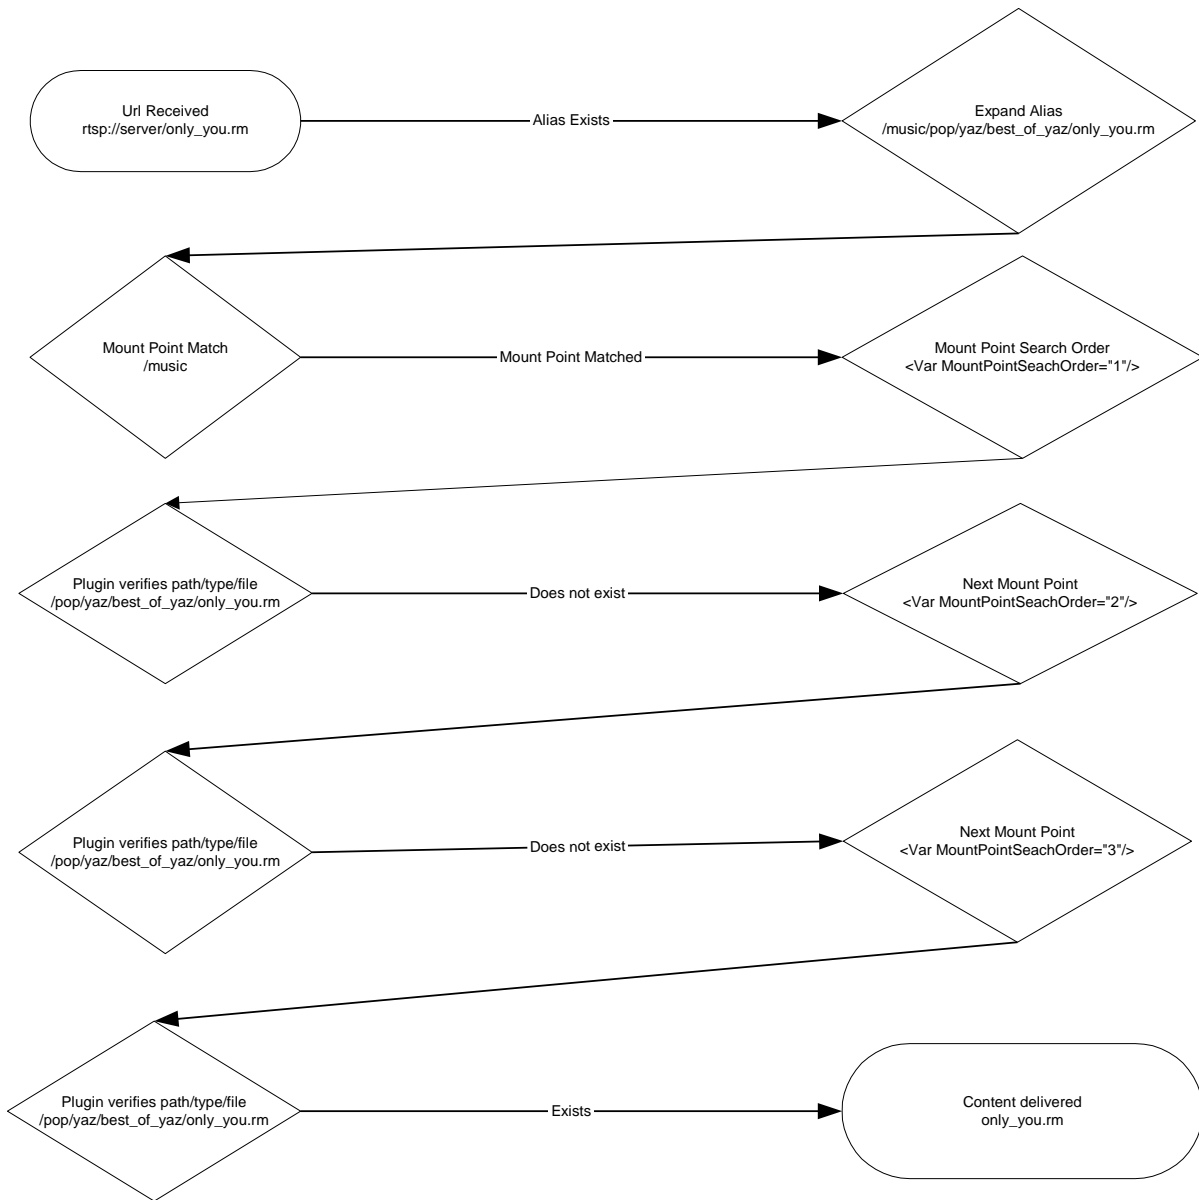 Url Received
rtsp://server/only_you.rm
Alias Exists
Expand Alias
/music/pop/yaz/best_of_yaz/only_you.rm
Mount Point Match
/music
Mount Point Matched
Mount Point Search Order
<Var MountPointSeachOrder="1"/>
Plugin verifies path/type/file
/pop/yaz/best_of_yaz/only_you.rm
Does not exist
Next Mount Point
<Var MountPointSeachOrder="2"/>
Plugin verifies path/type/file
/pop/yaz/best_of_yaz/only_you.rm
Does not exist
Next Mount Point
<Var MountPointSeachOrder="3"/>
Plugin verifies path/type/file
/pop/yaz/best_of_yaz/only_you.rm
Exists
Content delivered
only_you.rm